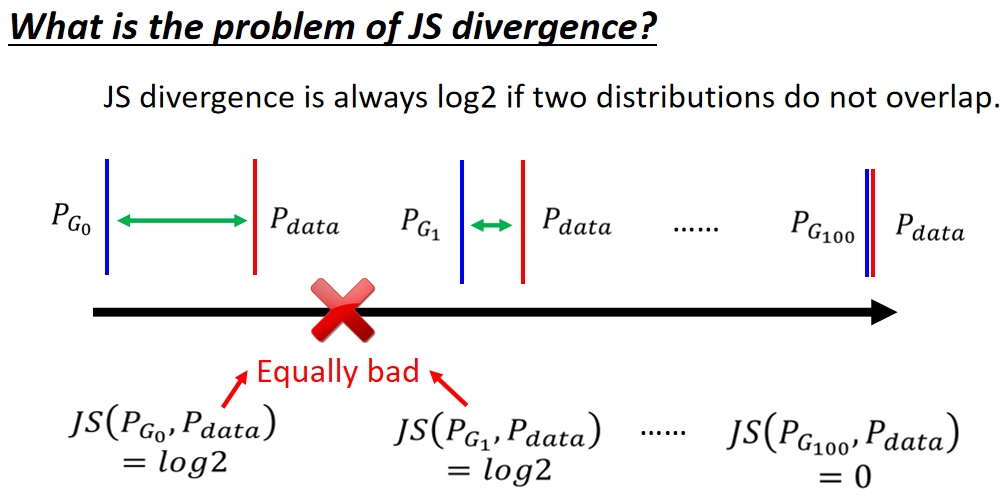 What is the problem of JS divergence?
JS divergence is always log2 if two distributions do not overlap.
P_{G_0} P_{data} P_{G_1} P_{data} …… P_{G_{100}} P_{data}
Equally bad
JS(P_{G_0}, P_{data}) JS(P_{G_1}, P_{data}) …… JS(P_{G_{100}}, P_{data})
= log2 = log2 = 0